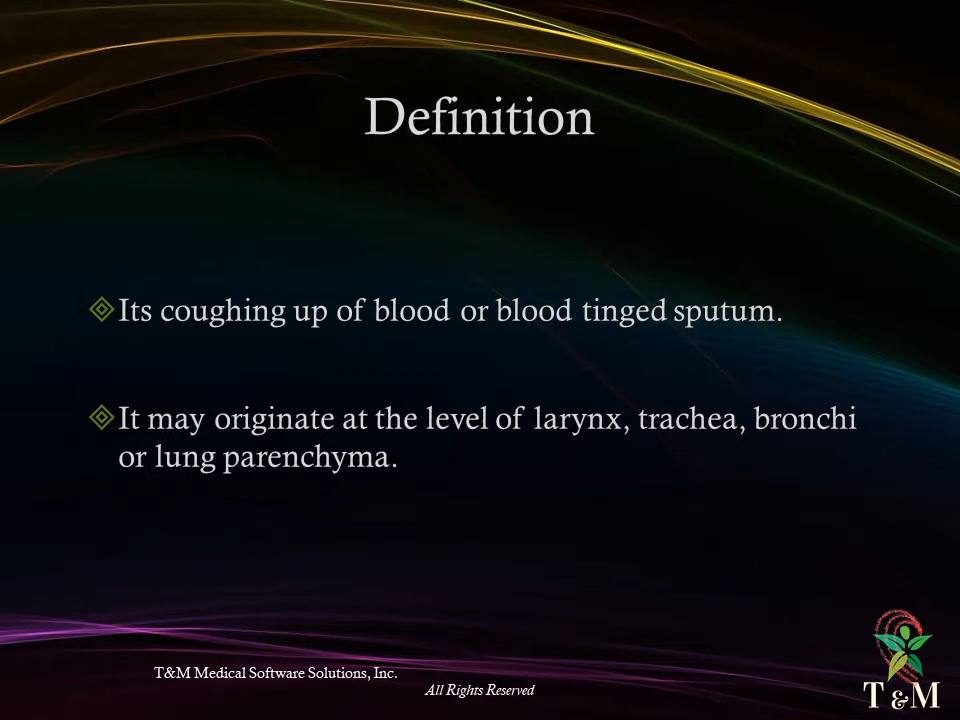 Definition
Its coughing up of blood or blood tinged sputum.
It may originate at the level of larynx, trachea, bronchi
or lung parenchyma.
T&M Medical Software Solutions, Inc.
All Rights Reserved
T & M